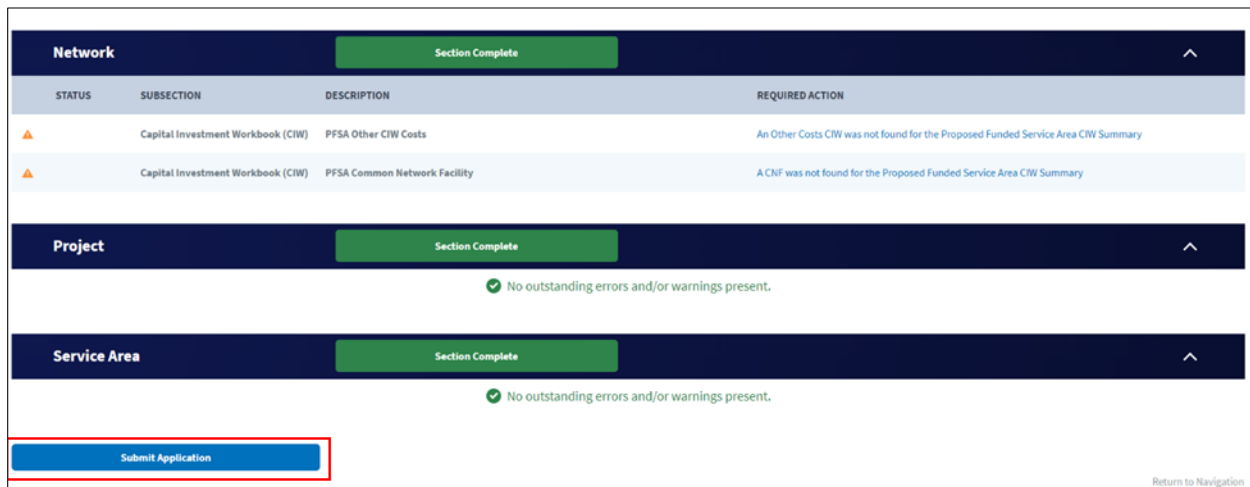 Network Section Complete
STATUS SUBSECTION DESCRIPTION REQUIRED ACTION
Capital Investment Workbook (CIW) PFSA Other CIW Costs An Other Costs CIW was not found for the Proposed Funded Service Area CIW Summary
Capital Investment Workbook (CIW) PFSA Common Network Facility A CNF was not found for the Proposed Funded Service Area CIW Summary
Project Section Complete
No outstanding errors and/or warnings present.
Service Area Section Complete
No outstanding errors and/or warnings present.
Submit Application
Return to Navigation